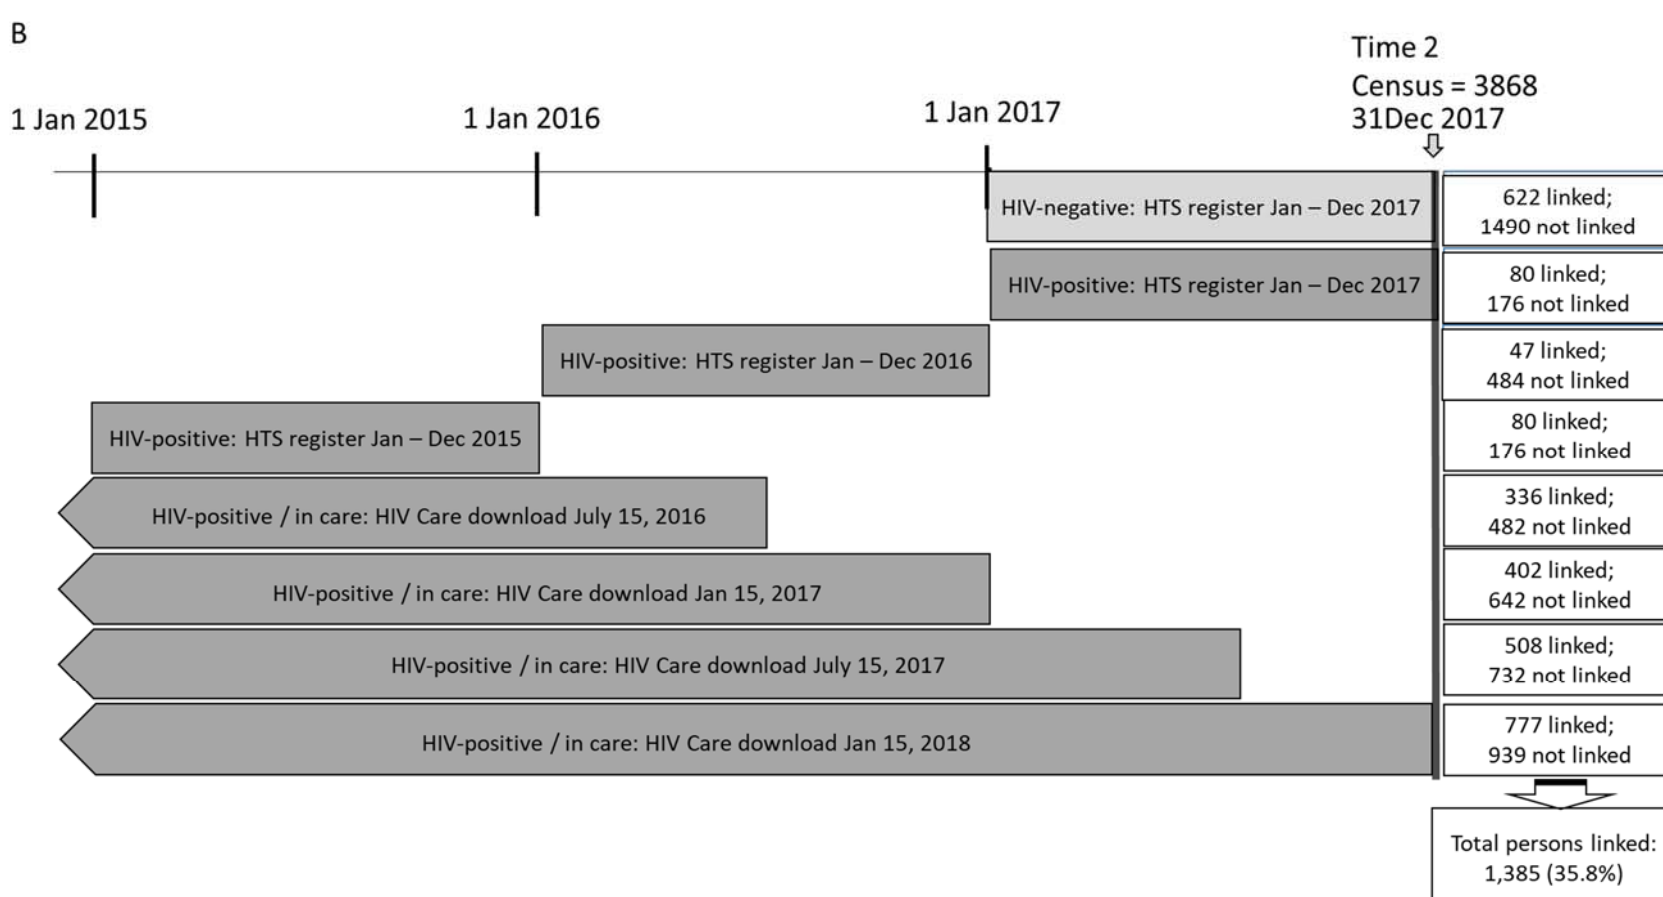 B
Time 2
Census = 3868
31Dec 2017
1 Jan 2015
1 Jan 2016
1 Jan 2017
HIV-negative: HTS register Jan – Dec 2017
622 linked;
1490 not linked
HIV-positive: HTS register Jan – Dec 2017
80 linked;
176 not linked
HIV-positive: HTS register Jan – Dec 2016
47 linked;
484 not linked
HIV-positive: HTS register Jan – Dec 2015
80 linked;
176 not linked
HIV-positive / in care: HIV Care download July 15, 2016
336 linked;
482 not linked
HIV-positive / in care: HIV Care download Jan 15, 2017
402 linked;
642 not linked
HIV-positive / in care: HIV Care download July 15, 2017
508 linked;
732 not linked
HIV-positive / in care: HIV Care download Jan 15, 2018
777 linked;
939 not linked
Total persons linked:
1,385 (35.8%)